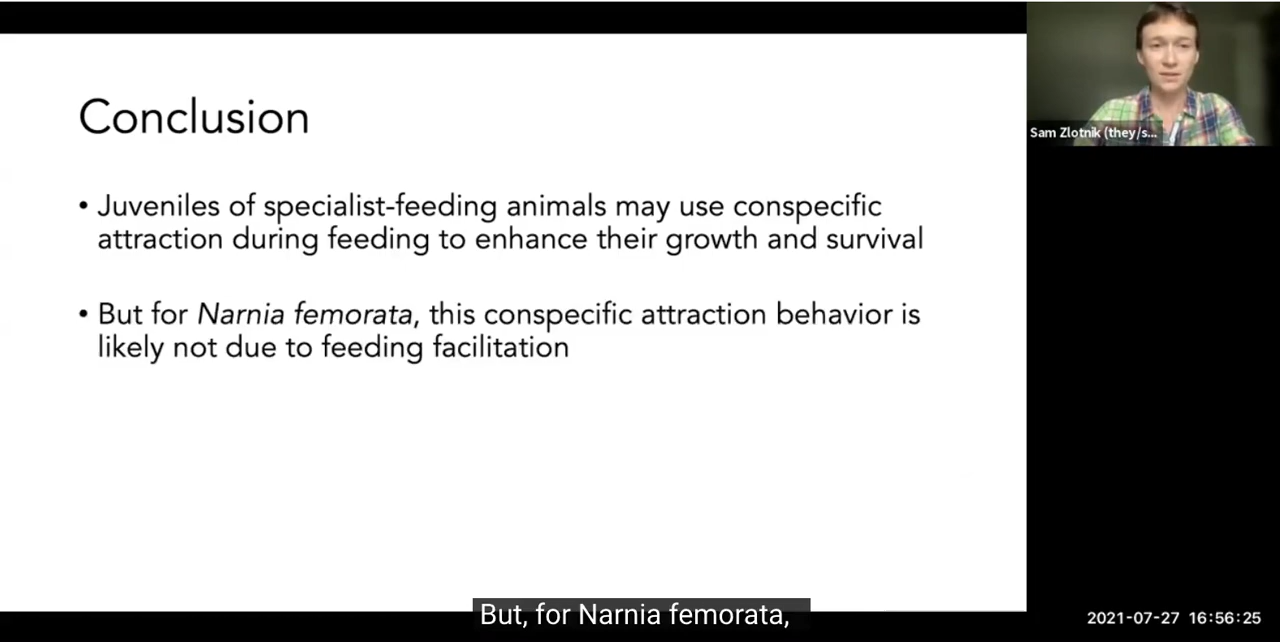 Conclusion
• Juveniles of specialist-feeding animals may use conspecific
attraction during feeding to enhance their growth and survival
• But for Narnia femorata, this conspecific attraction behavior is
likely not due to feeding facilitation
Sam Zlotnik (they/s...
But, for Narnia femorata,
2021-07-27 16:56:25